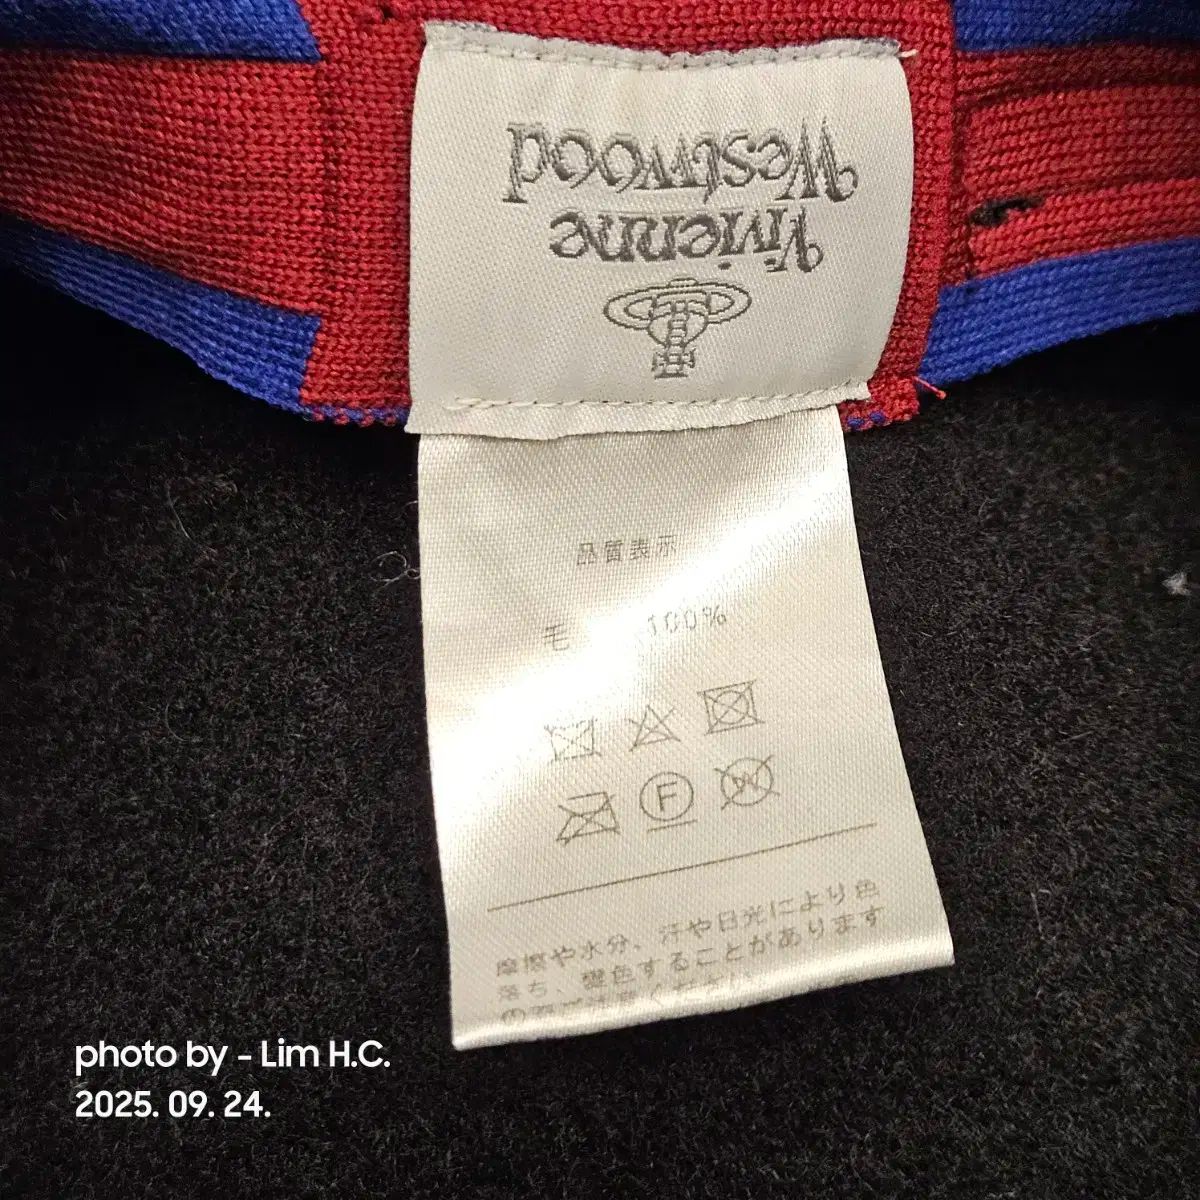 Vivienne
Westwood
品質表示
毛 100%
F
W
摩擦や水分、汗や日光により色
落ち、變色することがあります
photo by - Lim H.C.
2025. 09. 24.